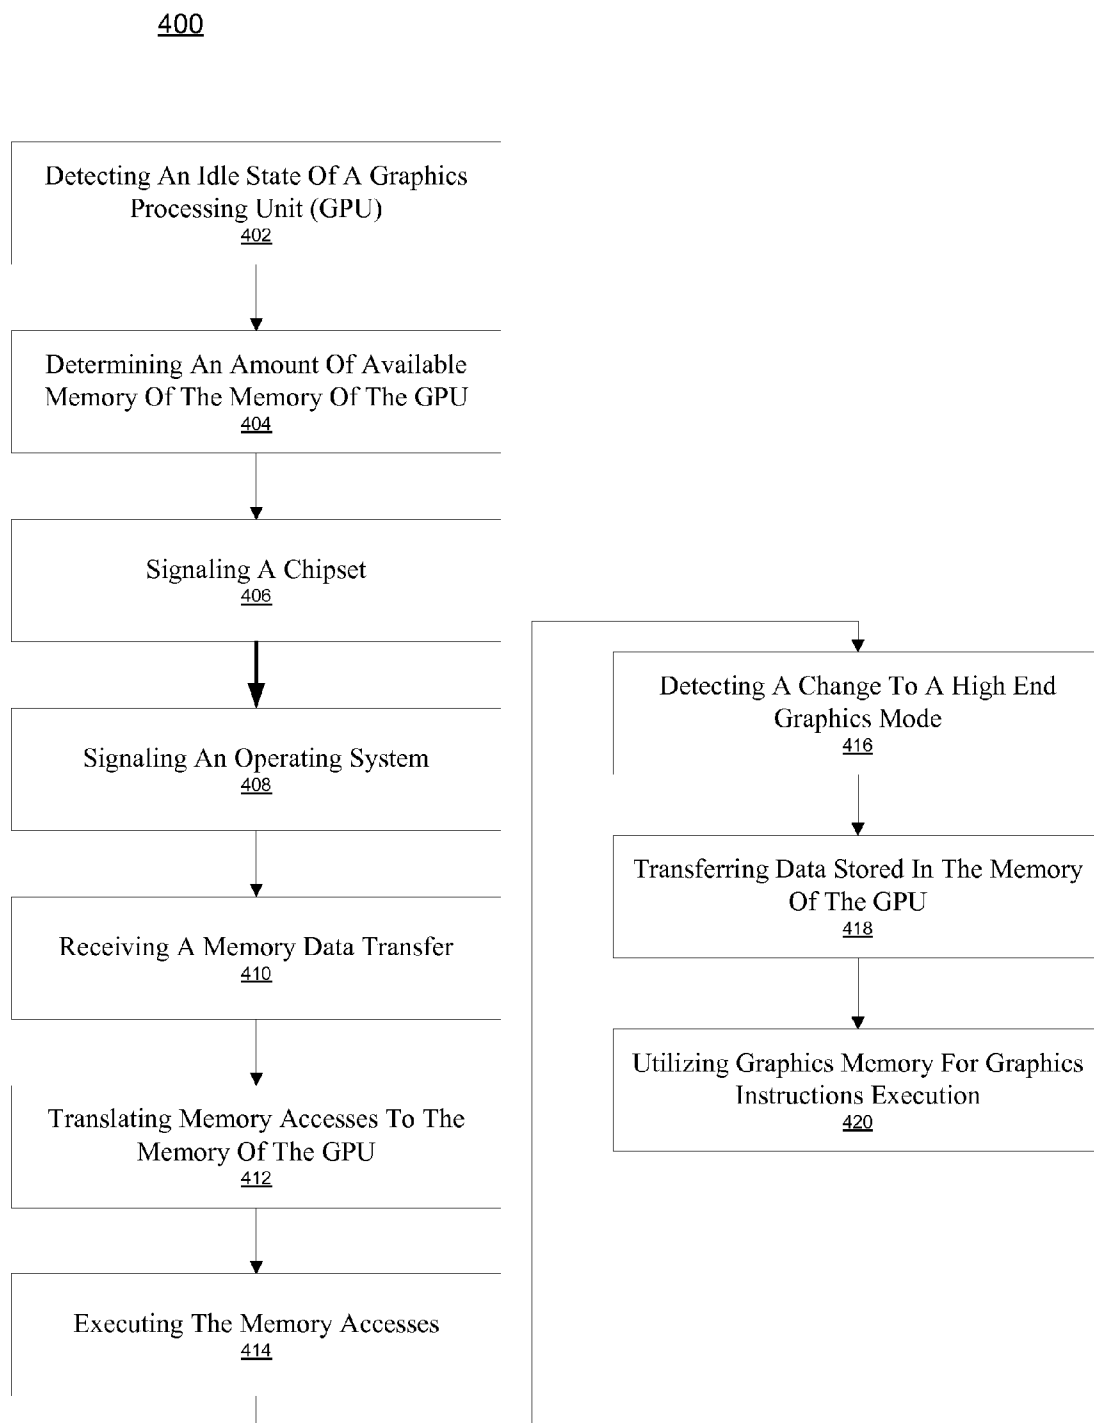 400
Detecting An Idle State Of A Graphics
Processing Unit (GPU)
402
Determining An Amount Of Available
Memory Of The Memory Of The GPU
404
Signaling A Chipset
406
Signaling An Operating System
408
Receiving A Memory Data Transfer
410
Translating Memory Accesses To The
Memory Of The GPU
412
Executing The Memory Accesses
414
Detecting A Change To A High End
Graphics Mode
416
Transferring Data Stored In The Memory
Of The GPU
418
Utilizing Graphics Memory For Graphics
Instructions Execution
420